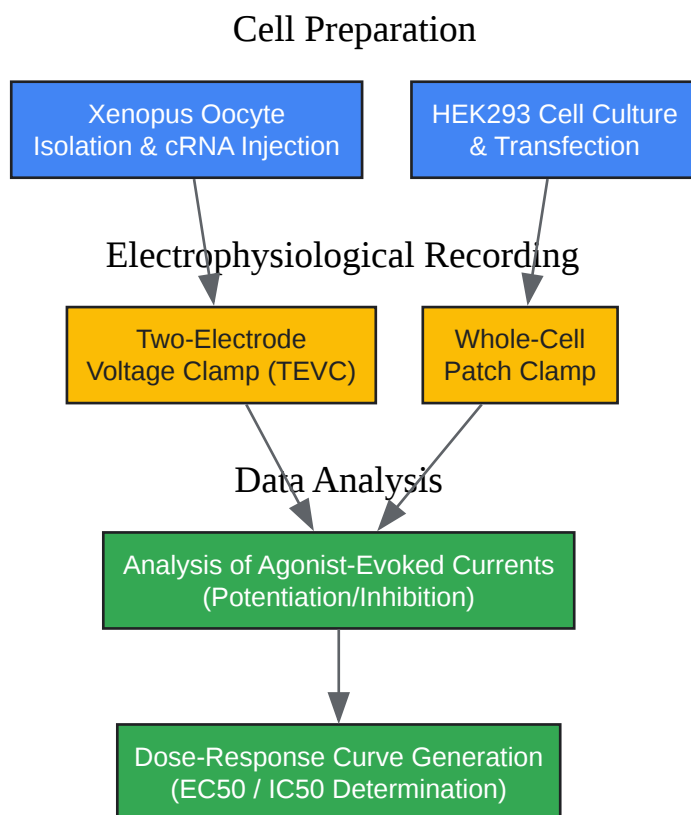 Cell Preparation
Xenopus Oocyte
Isolation & cRNA Injection
HEK293 Cell Culture
& Transfection
Electrophysiological Recording
Two-Electrode
Voltage Clamp (TEVC)
Whole-Cell
Patch Clamp
Data Analysis
Analysis of Agonist-Evoked Currents
(Potentiation/Inhibition)
Dose-Response Curve Generation
(EC50 / IC50 Determination)